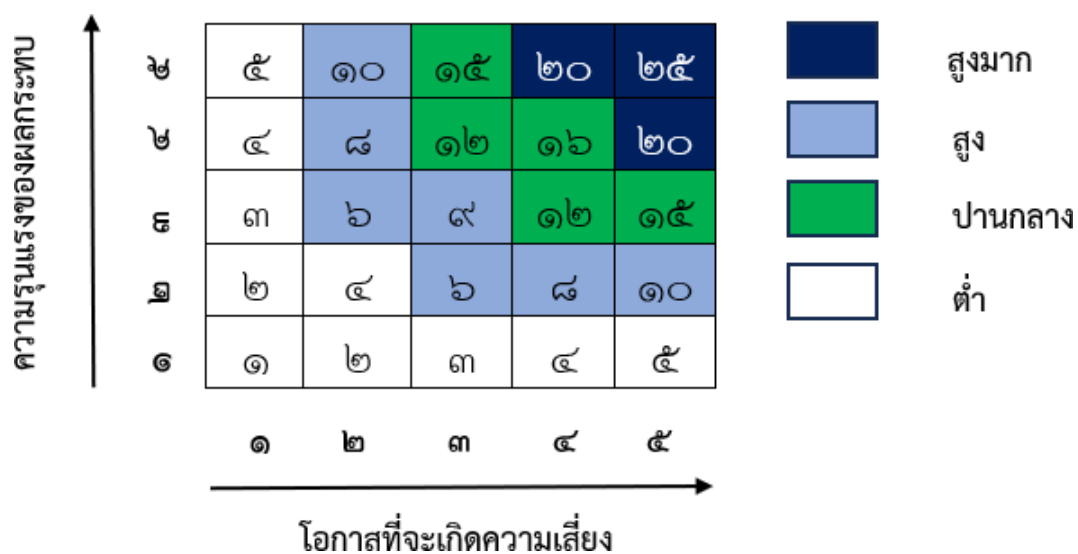 ความรุนแรงของผลกระทบ
๕ ๕ ๑๐ ๑๕ ๒๐ ๒๕
๔ ๔ ๘ ๑๒ ๑๖ ๒๐
๓ ๓ ๖ ๙ ๑๒ ๑๕
๒ ๒ ๔ ๖ ๘ ๑๐
๑ ๑ ๒ ๓ ๔ ๕
๑ ๒ ๓ ๔ ๕
โอกาสที่จะเกิดความเสี่ยง
สูงมาก
สูง
ปานกลาง
ต่ำ